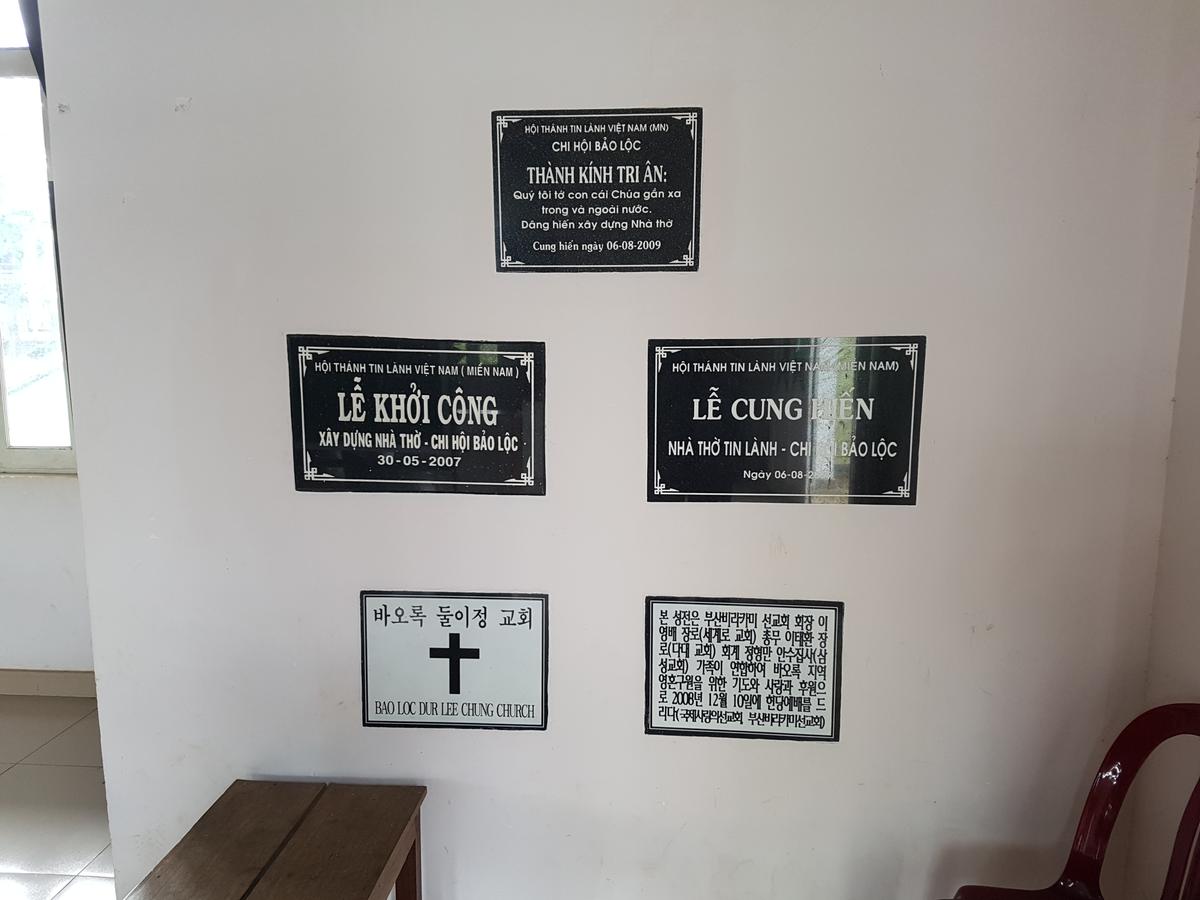 HỘI THÁNH TIN LÀNH VIỆT NAM (MN)
CHI HỘI BẢO LỘC
THÀNH KÍNH TRI ÂN:
Quý tôi tớ con cái Chúa gần xa
trong và ngoài nước.
Dâng hiến xây dựng Nhà thờ
Cung hiến ngày 06-08-2009
HỘI THÁNH TIN LÀNH VIỆT NAM ( MIỀN NAM )
LỄ KHỞI CÔNG
XÂY DỰNG NHÀ THỜ - CHI HỘI BẢO LỘC
30-05-2007
HỘI THÁNH TIN LÀNH VIỆT NAM (MIỀN NAM)
LỄ CUNG HIẾN
NHÀ THỜ TIN LÀNH - CHI HỘI BẢO LỘC
Ngày 06-08-
바오록 둘이정 교회
BAO LOC DUR LEE CHUNG CHURCH
본 성전은 부산비라카미 선교회 회장 이
영배 장로(세계로 교회) 총무 이태환 장
로(다대 교회) 회계 정형만 안수집사(삼
성교회) 가족이 연합하여 바오록 지역
영혼구원을 위한 기도와 사랑과 후원으
로 2008년 12월 10일에 헌당예배를 드
리다(국제사랑의선교회 부산비라카미선교회)